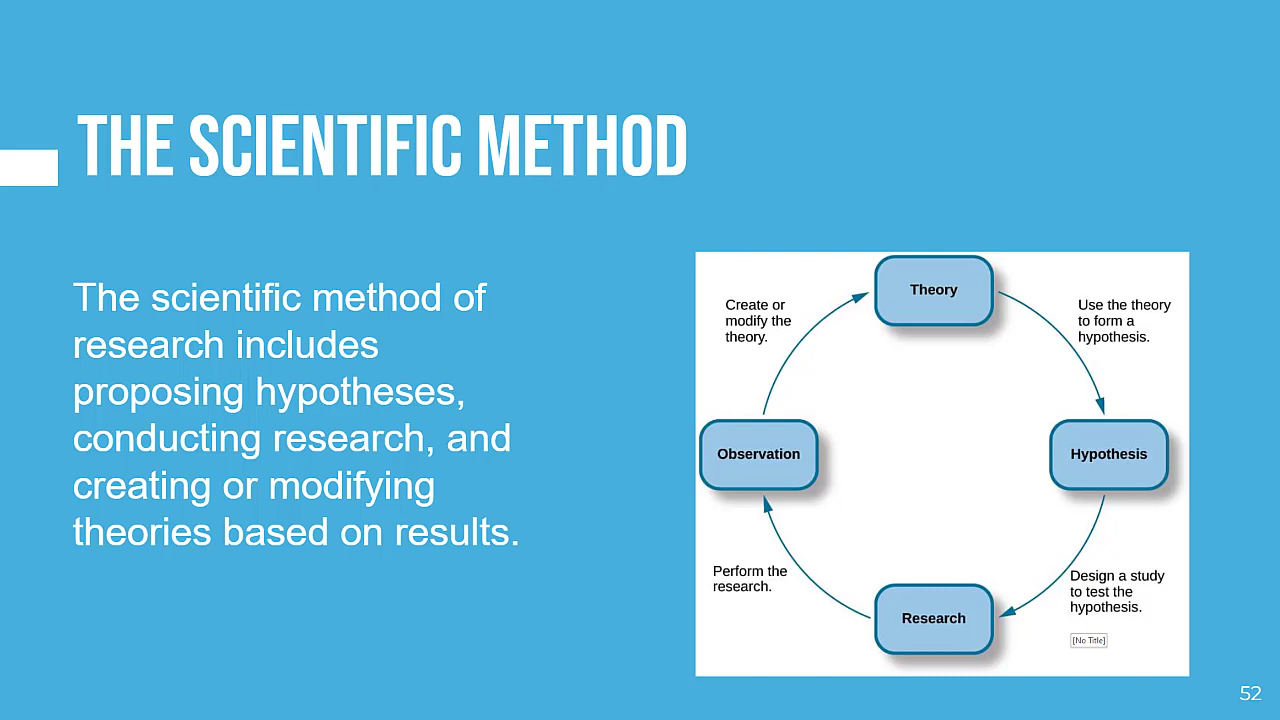 THE SCIENTIFIC METHOD
The scientific method of
research includes
proposing hypotheses,
conducting research, and
creating or modifying
theories based on results.
Theory
Create or
modify the
theory.
Use the theory
to form a
hypothesis.
Observation
Hypothesis
Perform the
research.
Design a study
to test the
hypothesis.
Research
[No Title]
52